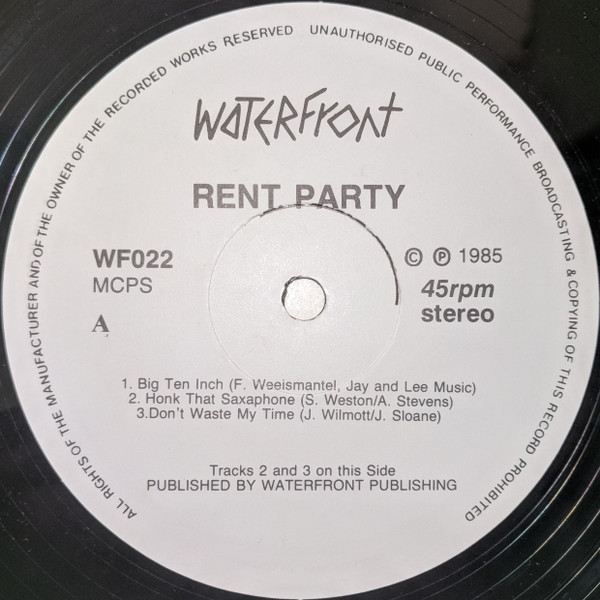 ALL RIGHTS OF THE MANUFACTURER AND OF THE OWNER OF THE RECORDED WORKS RESERVED UNAUTHORISED PUBLIC PERFORMANCE BROADCASTING & COPYING OF THIS RECORD PROHIBITED
WATERFRONT
RENT PARTY
WF022
MCPS
A
© ℗ 1985
45rpm
stereo
1. Big Ten Inch (F. Weeismantel, Jay and Lee Music)
2. Honk That Saxaphone (S. Weston/A. Stevens)
3.Don't Waste My Time (J. Wilmott/J. Sloane)
Tracks 2 and 3 on this Side
PUBLISHED BY WATERFRONT PUBLISHING